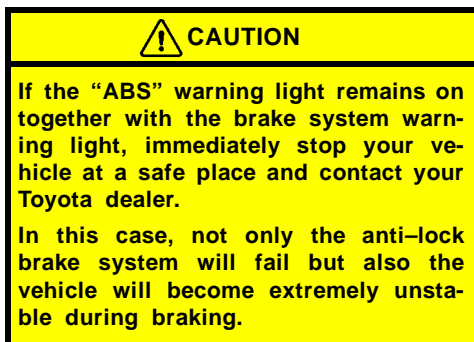 CAUTION
If the “ABS” warning light remains on
together with the brake system warn-
ing light, immediately stop your ve-
hicle at a safe place and contact your
Toyota dealer.
In this case, not only the anti–lock
brake system will fail but also the
vehicle will become extremely unsta-
ble during braking.